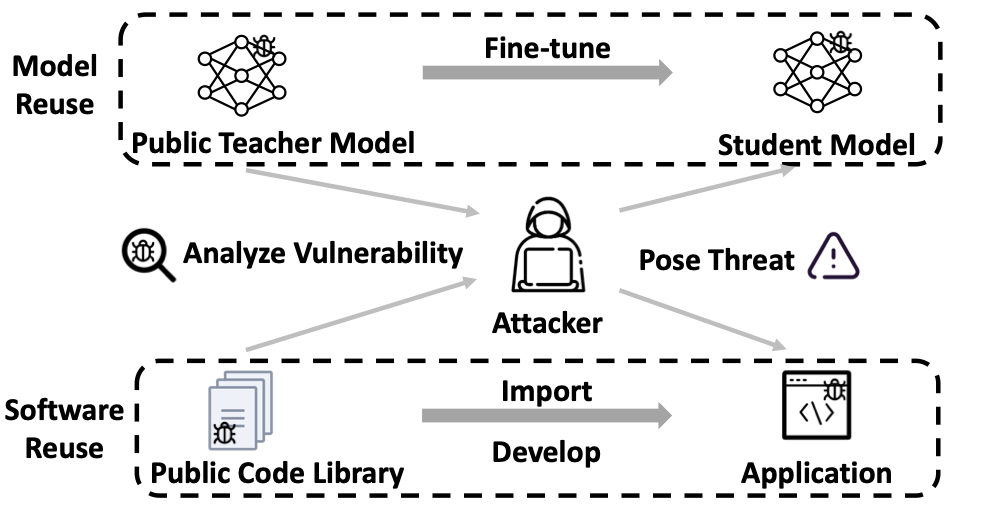 Model
Reuse
Fine-tune
Public Teacher Model
Student Model
Analyze Vulnerability
Pose Threat
!
Attacker
Software
Reuse
Import
Develop
</>
Public Code Library
Application